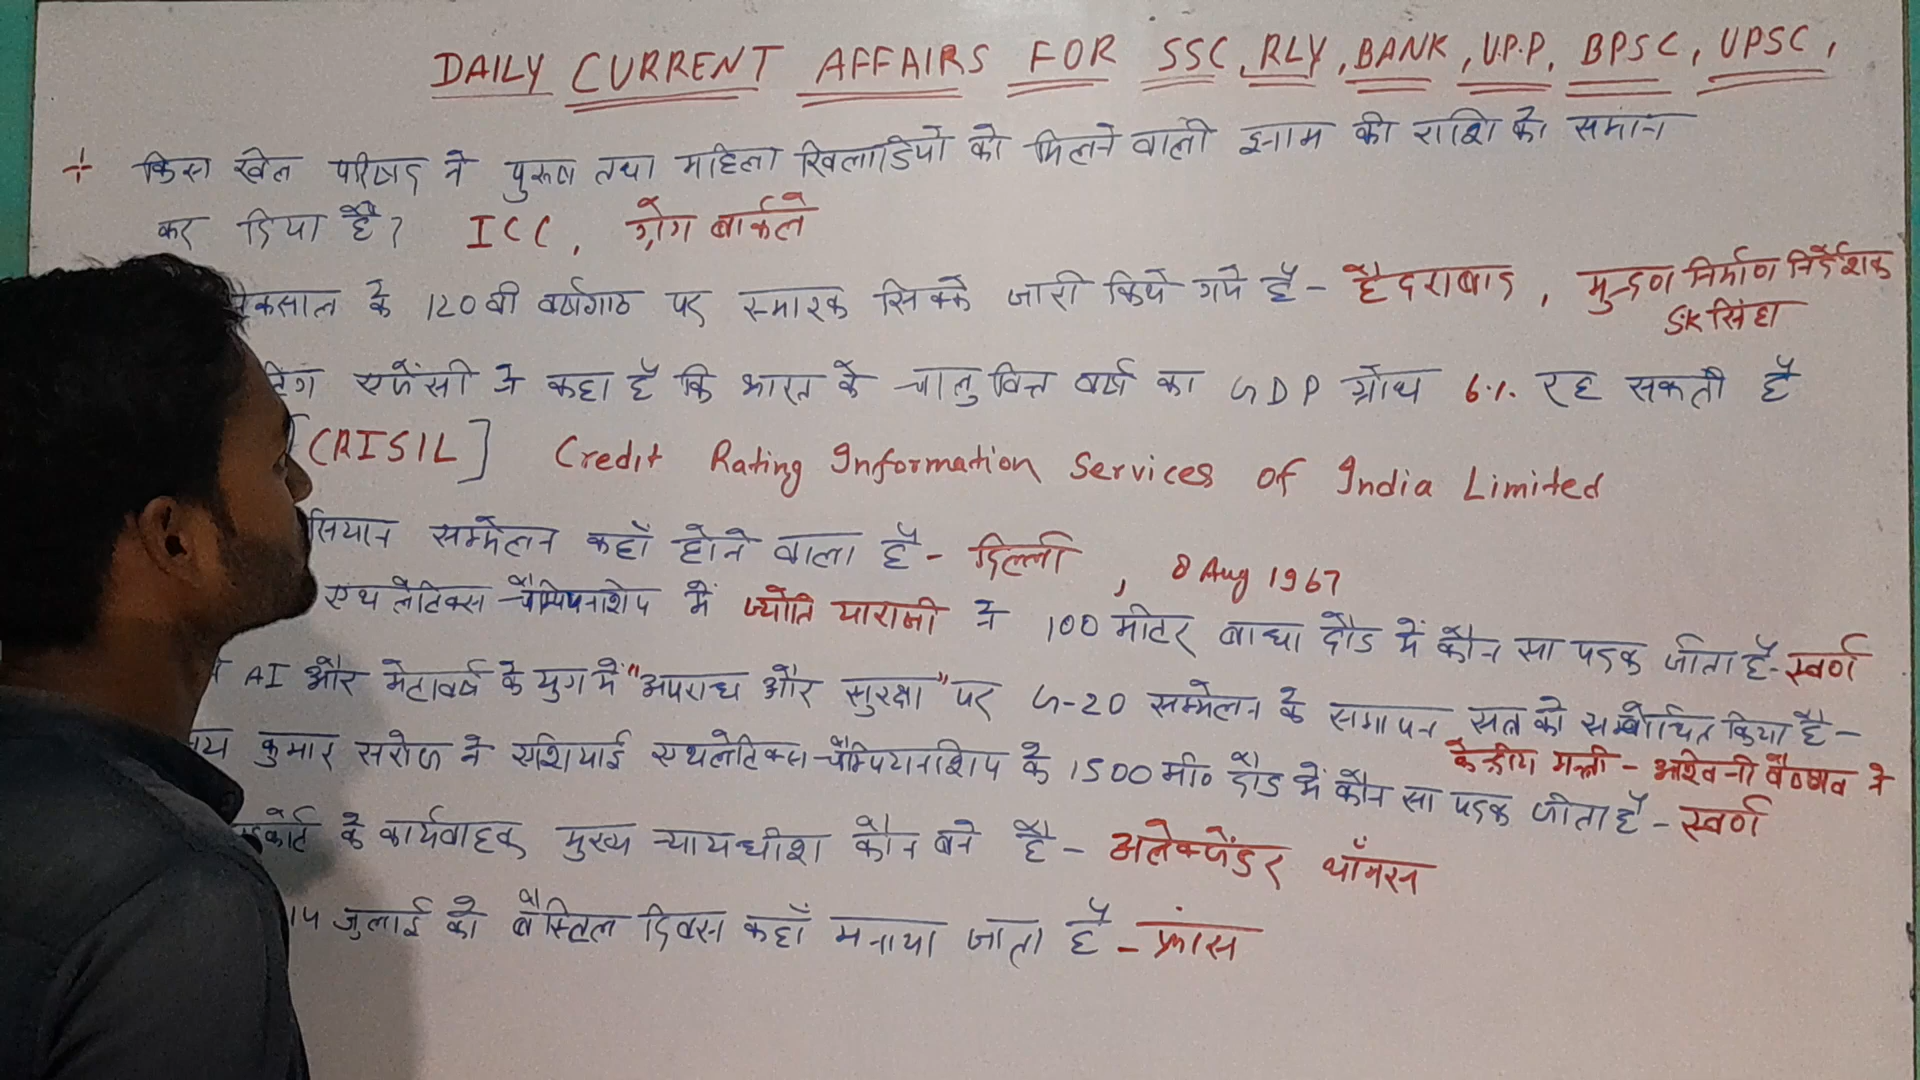 DAILY CURRENT AFFAIRS FOR SSC, RLY, BANK, U.P.P, BPSC, UPSC,
किस खेल परिषद ने पुरूष तथा महिला खिलाडियो को मिलने वाली इनाम की राशि को समान
कर दिया है? ICC, ग्रेग बार्कले
कसाल के 120वी वर्षगाठ पर स्मारक सिक्के जारी किये गये है - हैदराबाद, मुद्रण निर्माण निर्देशक
S.K सिंहा
टिंग एजेंसी ने कहा है कि भारत के चालु वित्त वर्ष का GDP ग्रोथ 6%. रह सकती है
[CRISIL] Credit Rating Information Services of India Limited
सियान सम्मेलन कहाँ होने वाला है - दिल्ली, 8 Aug 1967
एथलेटिक्स चैम्पियनशिप में ज्योति याराजी ने 100 मीटर बाधा दौड में कौन सा पदक जीता है - स्वर्ण
AI और मेटावर्ष के युग में "अपराध और सुरक्षा" पर G-20 सम्मेलन के समापन सत्र को सम्बोधित किया है -
केन्द्रीय मन्त्री - अश्विनी वैष्णव ने
जय कुमार सरोज ने एशियाई एथलेटिक्स चैम्पियनशिप के 1500 मी० दौड में कौन सा पदक जीता है - स्वर्ण
कोर्ट के कार्यवाहक मुख्य न्यायधीश कौन बने है - अलेक्जेंडर थॉमस
14 जुलाई को बैस्तिल दिवस कहाँ मनाया जाता है - फ्रांस